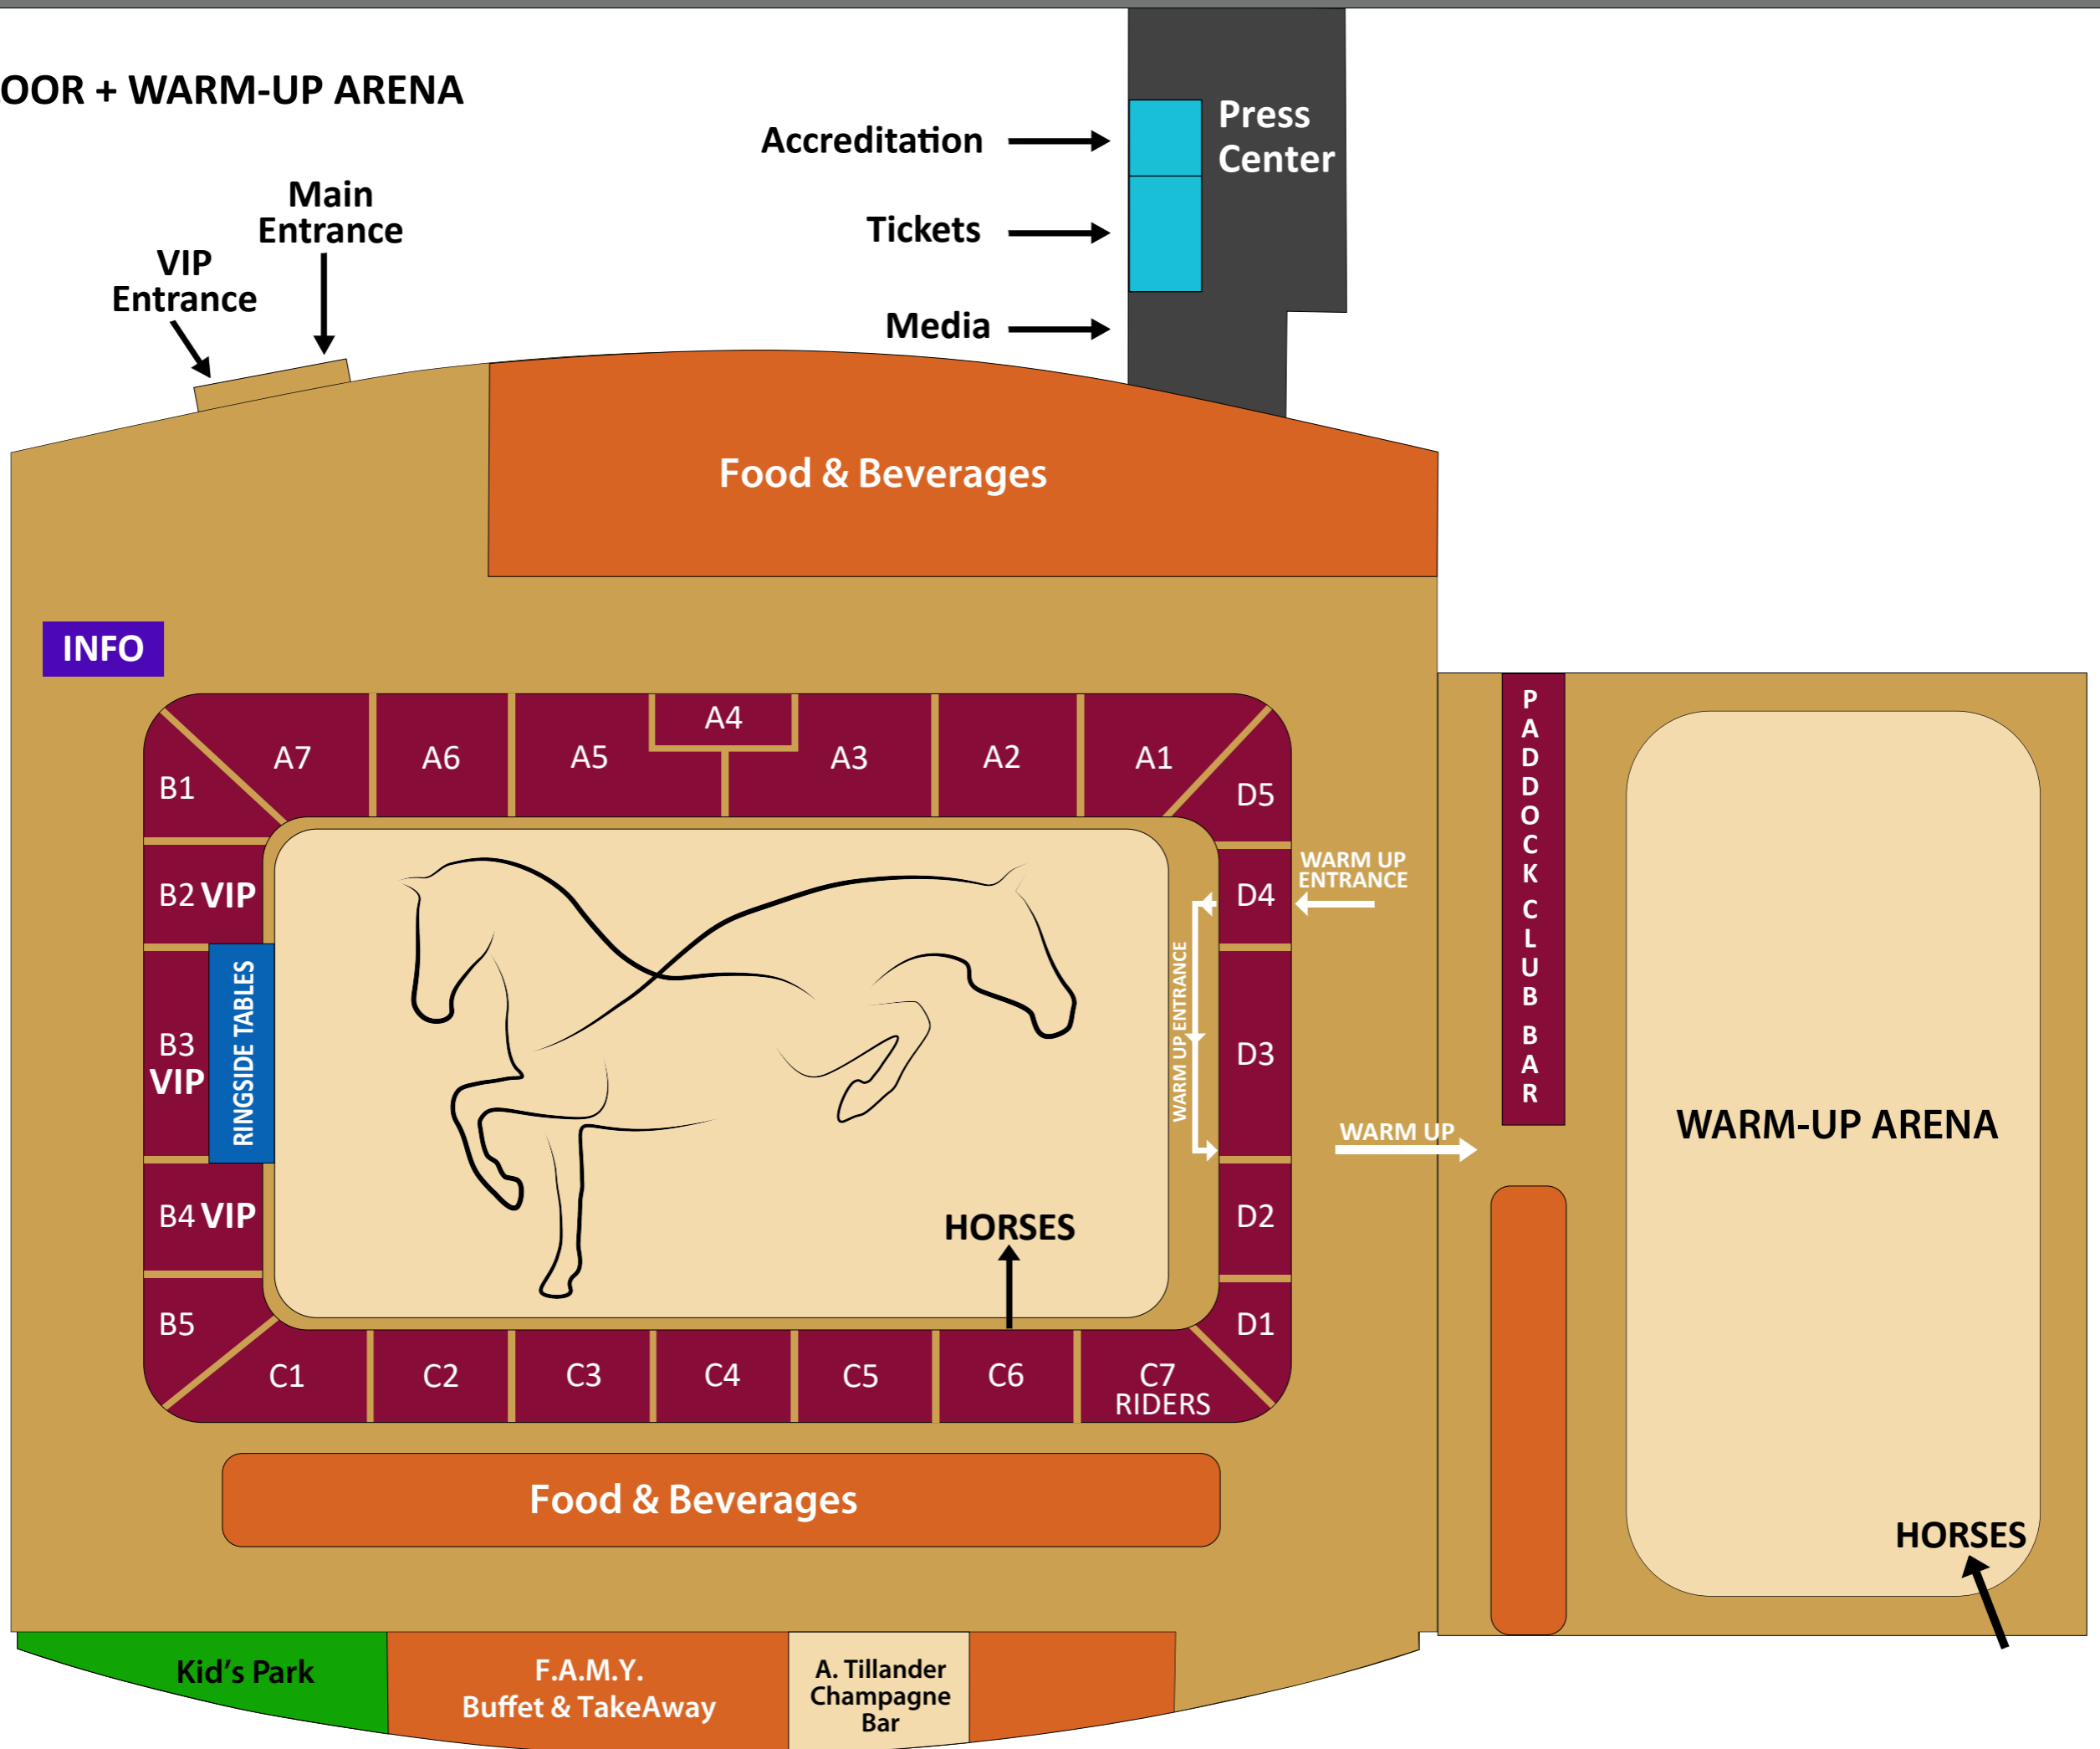 OOR + WARM-UP ARENA
Main
Entrance
VIP
Entrance
Accreditation
Tickets
Media
Press
Center
Food & Beverages
INFO
A7
A6
A5
A4
A3
A2
A1
B1
B2 VIP
B3
VIP
B4 VIP
B5
RINGSIDE TABLES
D5
D4
D3
D2
D1
WARM UP
ENTRANCE
WARM UP ENTRANCE
WARM UP
HORSES
C1
C2
C3
C4
C5
C6
C7
RIDERS
PADDOCK CLUB BAR
WARM-UP ARENA
HORSES
Food & Beverages
Kid's Park
F.A.M.Y.
Buffet & TakeAway
A. Tillander
Champagne
Bar